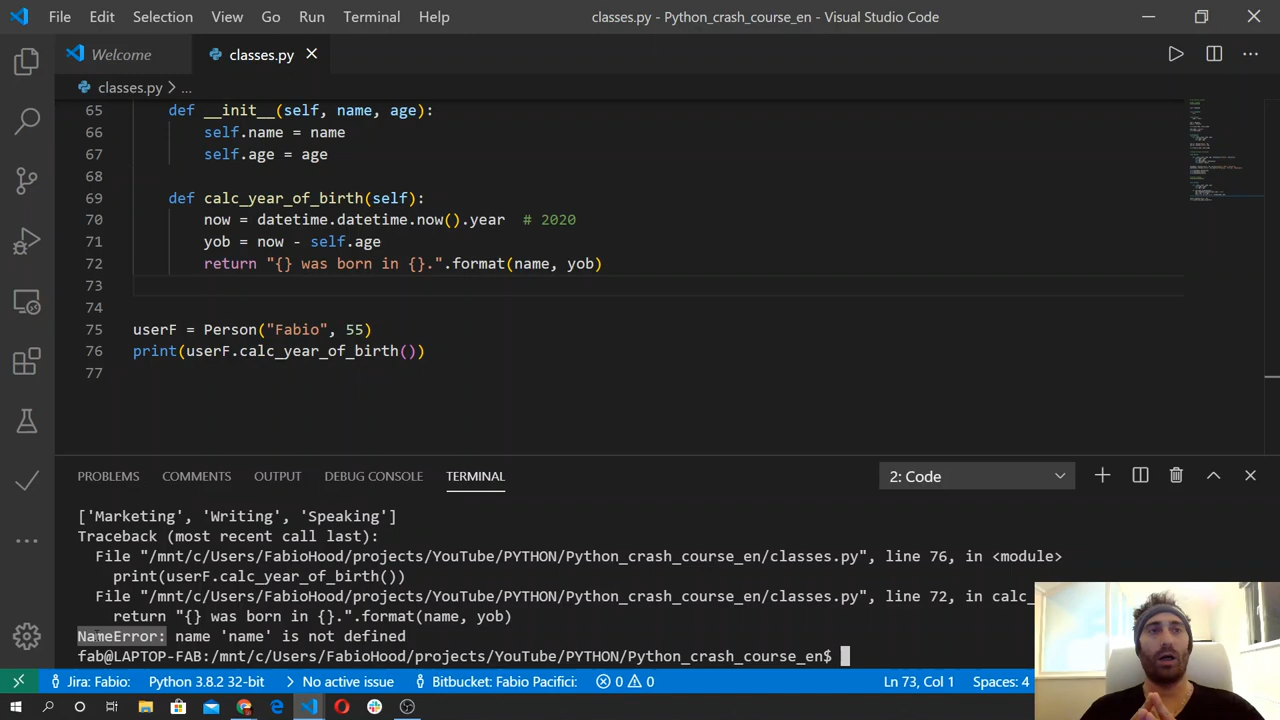 File Edit Selection View Go Run Terminal Help classes.py - Python_crash_course_en - Visual Studio Code
Welcome classes.py
classes.py > ...
65 def __init__(self, name, age):
66 self.name = name
67 self.age = age
68
69 def calc_year_of_birth(self):
70 now = datetime.datetime.now().year # 2020
71 yob = now - self.age
72 return "{} was born in {}.".format(name, yob)
73
74
75 userF = Person("Fabio", 55)
76 print(userF.calc_year_of_birth())
77
PROBLEMS COMMENTS OUTPUT DEBUG CONSOLE TERMINAL 2: Code
['Marketing', 'Writing', 'Speaking']
Traceback (most recent call last):
File "/mnt/c/Users/FabioHood/projects/YouTube/PYTHON/Python_crash_course_en/classes.py", line 76, in <module>
print(userF.calc_year_of_birth())
File "/mnt/c/Users/FabioHood/projects/YouTube/PYTHON/Python_crash_course_en/classes.py", line 72, in calc_
return "{} was born in {}.".format(name, yob)
NameError: name 'name' is not defined
fab@LAPTOP-FAB:/mnt/c/Users/FabioHood/projects/YouTube/PYTHON/Python_crash_course_en$
Jira: Fabio: Python 3.8.2 32-bit No active issue Bitbucket: Fabio Pacifici: 0 0 Ln 73, Col 1 Spaces: 4